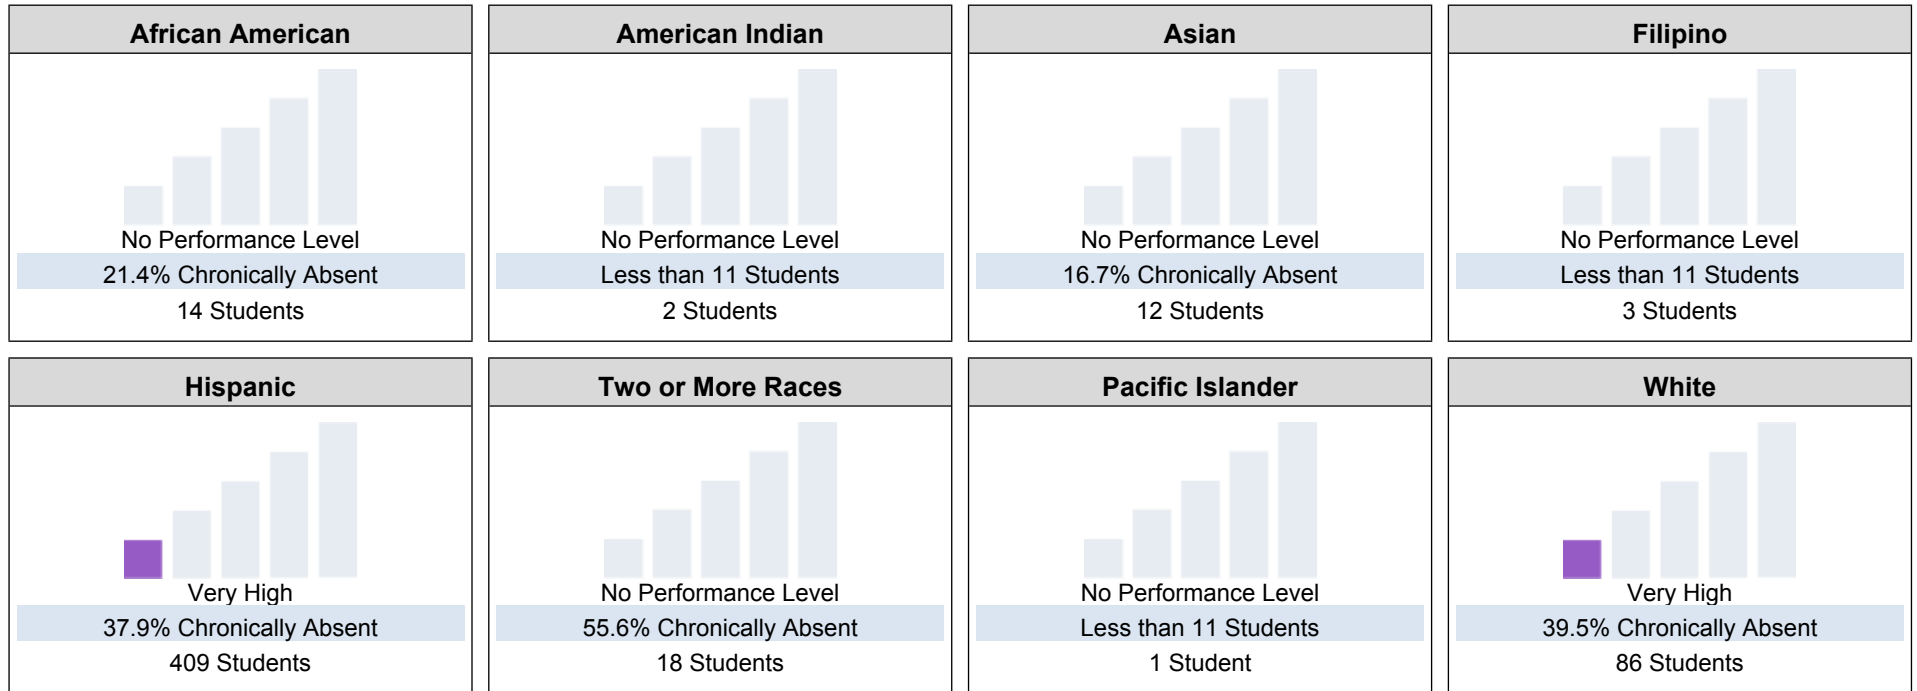 African American
No Performance Level
21.4% Chronically Absent
14 Students
American Indian
No Performance Level
Less than 11 Students
2 Students
Asian
No Performance Level
16.7% Chronically Absent
12 Students
Filipino
No Performance Level
Less than 11 Students
3 Students
Hispanic
Very High
37.9% Chronically Absent
409 Students
Two or More Races
No Performance Level
55.6% Chronically Absent
18 Students
Pacific Islander
No Performance Level
Less than 11 Students
1 Student
White
Very High
39.5% Chronically Absent
86 Students